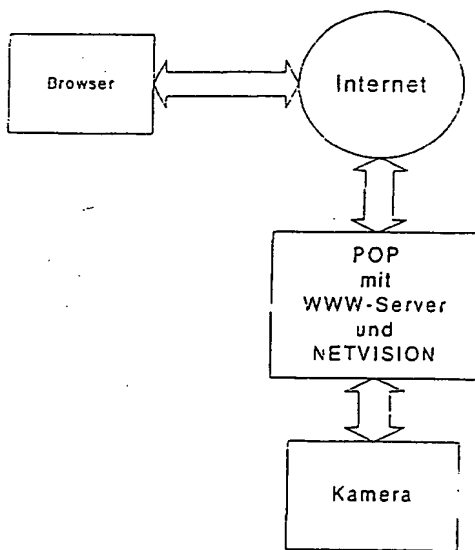 Browser
Internet
POP
mit
WWW-Server
und
NETVISION
Kamera